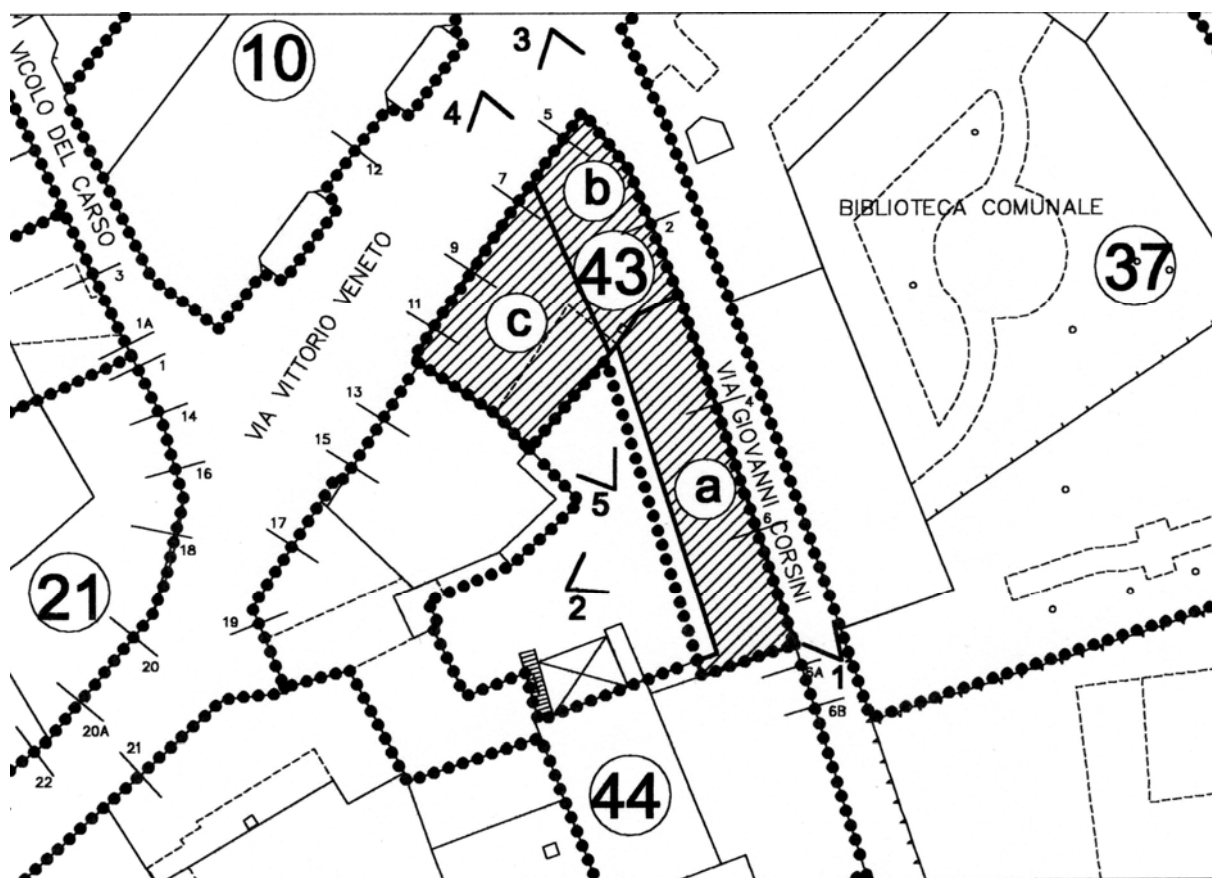 VICOLO DEL CARSO
10
3
4
5
12
7
b
2
BIBLIOTECA COMUNALE
37
43
9
3
11
c
1A
1
VIA VITTORIO VENETO
13
14
4
VIA GIOVANNI CORSINI
15
16
5
a
6
17
18
21
2
19
20
6A
1
6B
20A
21
22
44